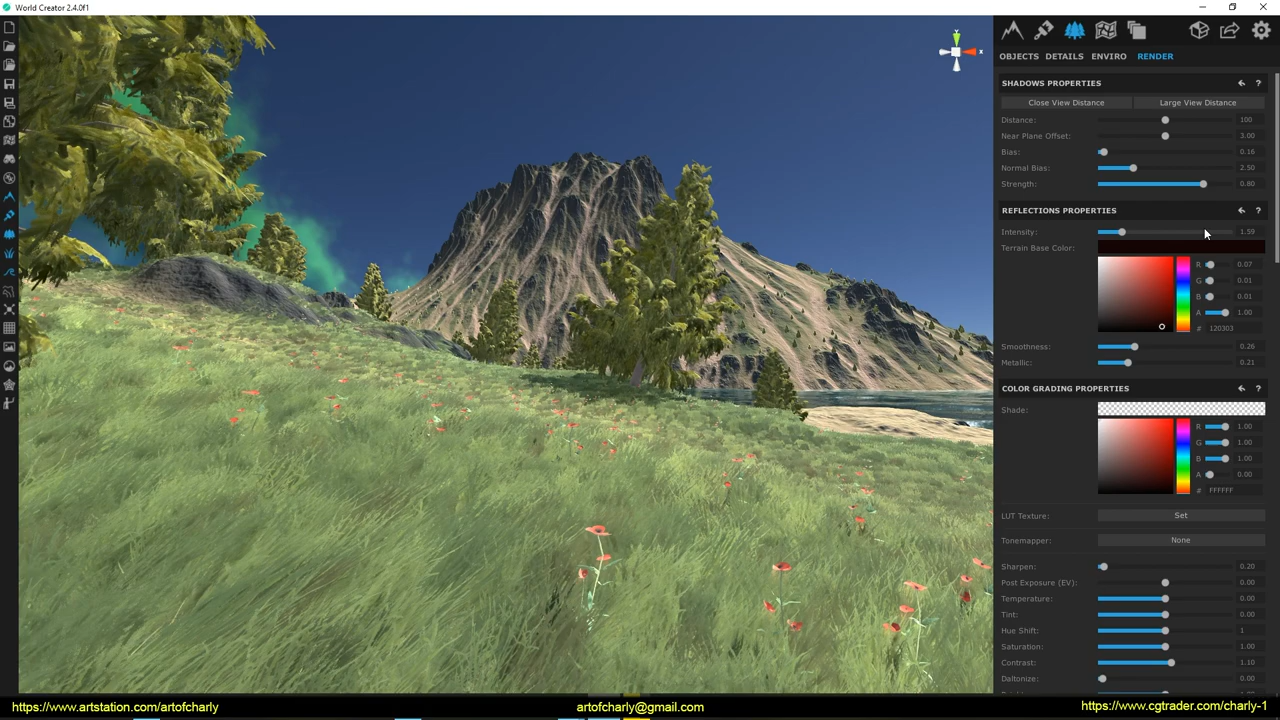 World Creator 2.4.0f1
Y
X
OBJECTS DETAILS ENVIRO RENDER
SHADOWS PROPERTIES ?
Close View Distance Large View Distance
Distance: 100
Near Plane Offset: 3.00
Bias: 0.16
Normal Bias: 2.50
Strength: 0.80
REFLECTIONS PROPERTIES ?
Intensity: 1.59
Terrain Base Color:
R 0.07
G 0.01
B 0.01
A 1.00
# 120303
Smoothness: 0.26
Metallic: 0.21
COLOR GRADING PROPERTIES ?
Shade:
R 1.00
G 1.00
B 1.00
A 0.00
# FFFFFF
LUT Texture: Set
Tonemapper: None
Sharpen: 0.20
Post Exposure (EV): 0.00
Temperature: 0.00
Tint: 0.00
Hue Shift: 1
Saturation: 1.00
Contrast: 1.10
Daltonize: 0.00
https://www.artstation.com/artofcharly artofcharly@gmail.com https://www.cgtrader.com/charly-1